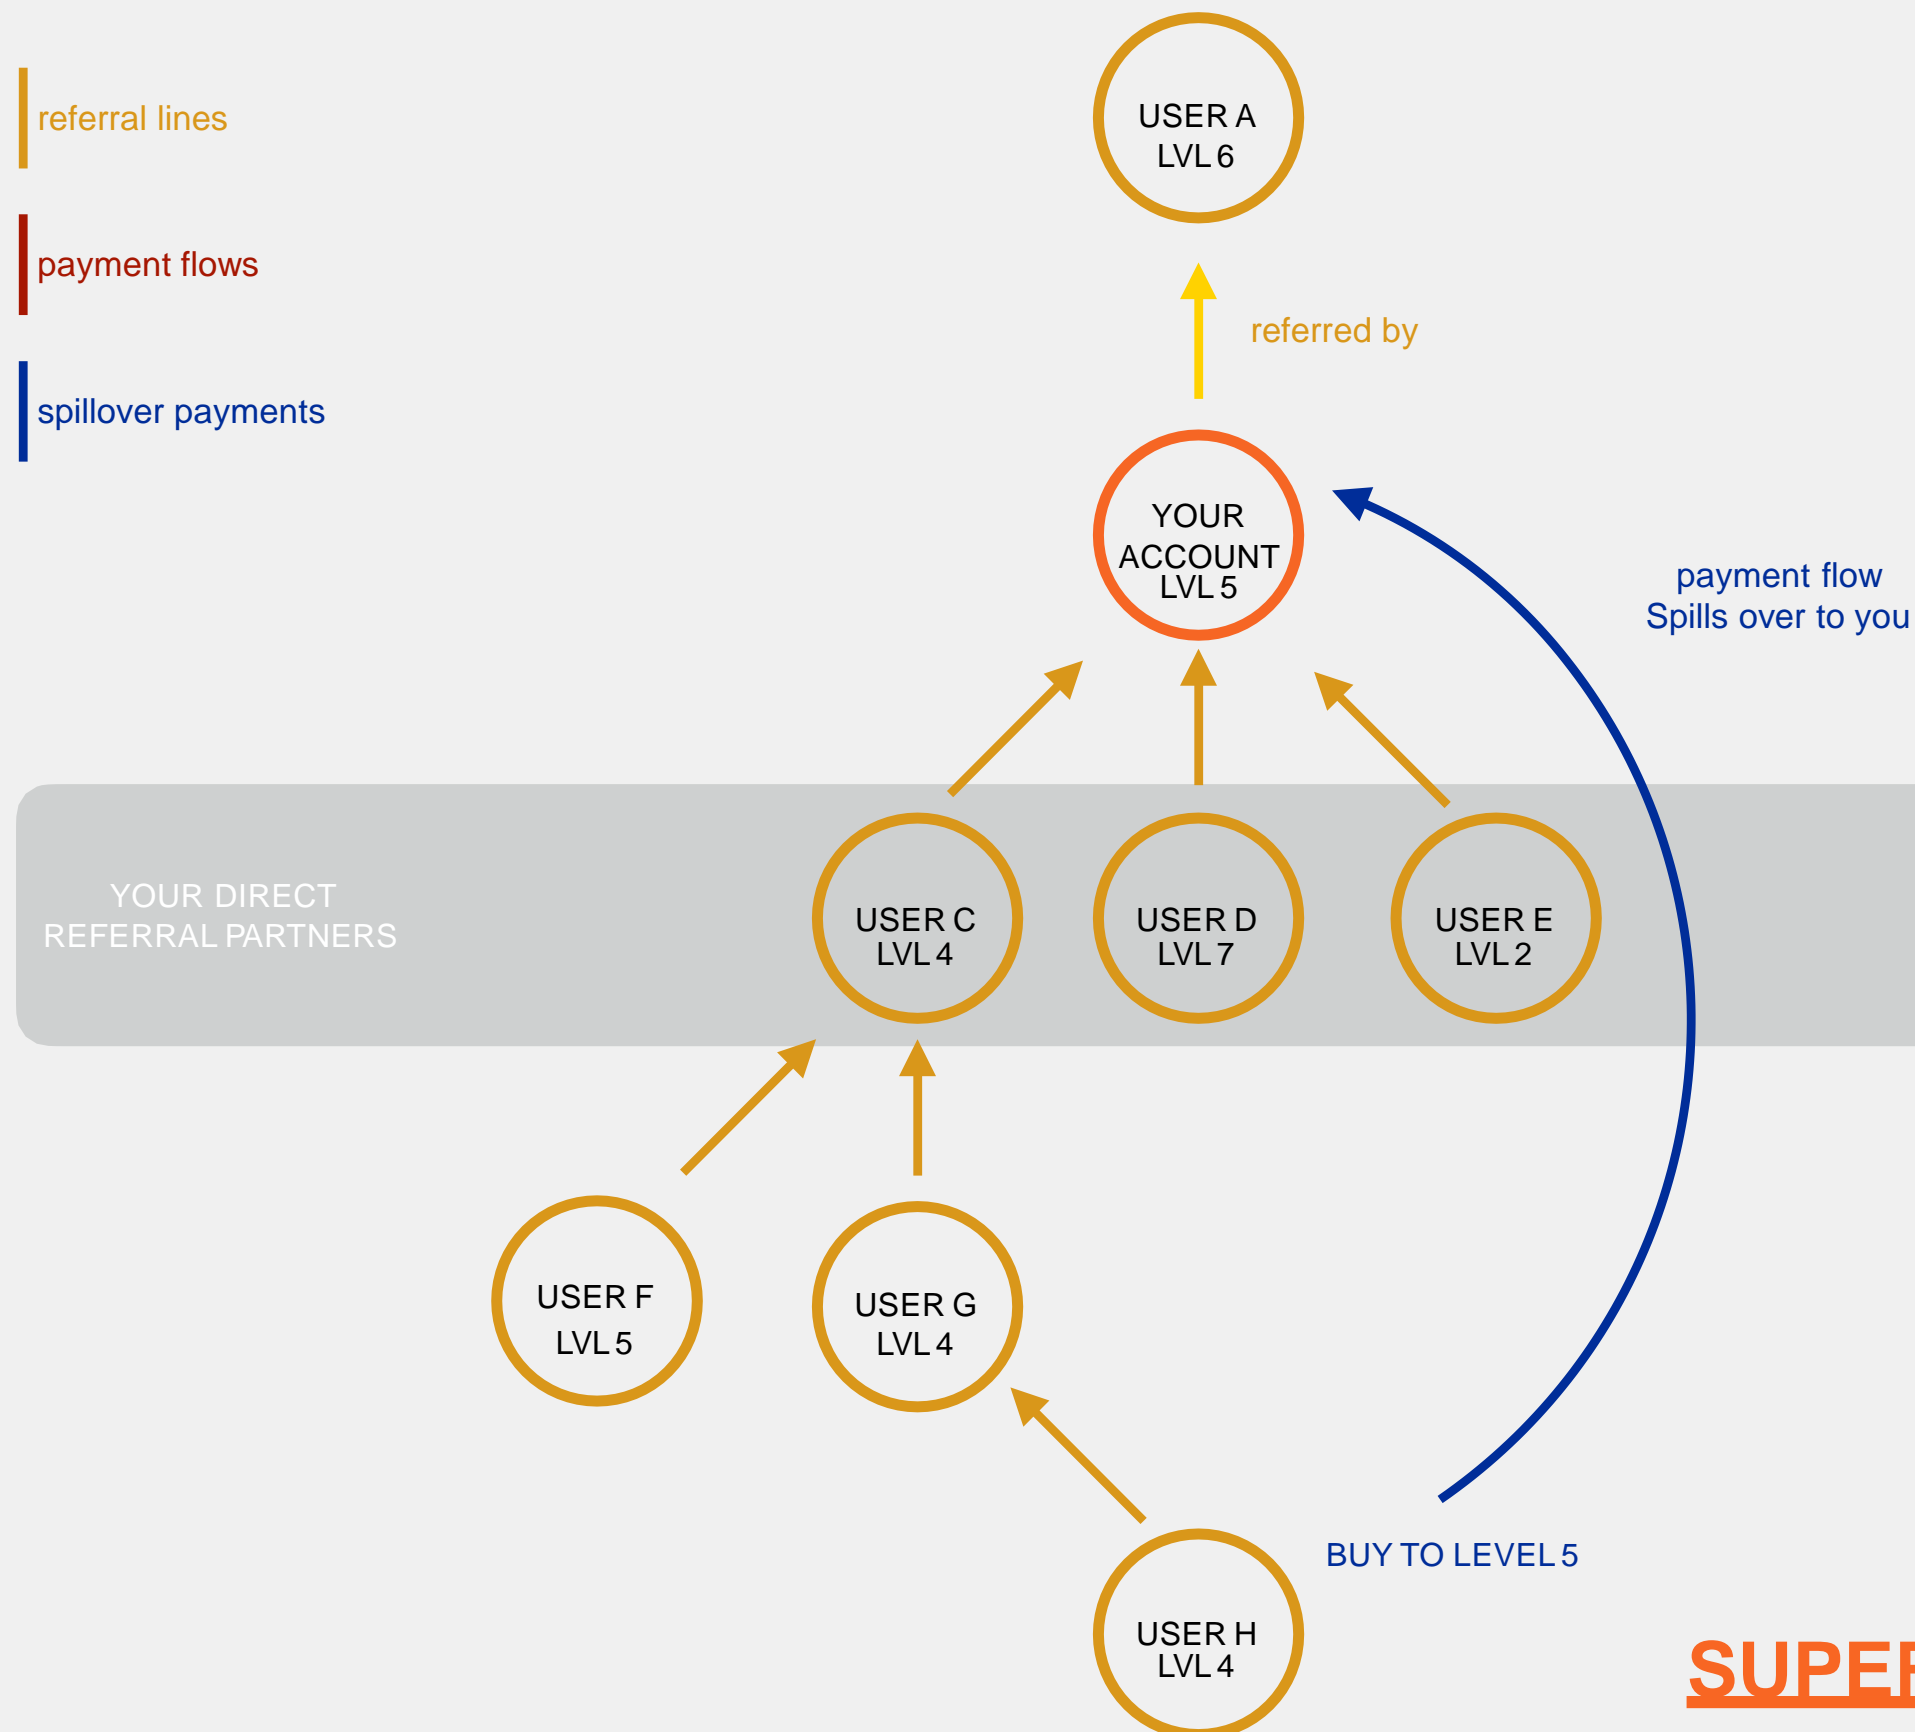 USER A
LVL 6
referral lines
payment flows
referred by
spillover payments
YOUR
ACCOUNT
LVL 5
payment flow
Spills over to you
YOUR DIRECT
REFERRAL PARTNERS
USER C
LVL 4
USER D
LVL 7
USER E
LVL 2
USER F
LVL 5
USER G
LVL 4
BUY TO LEVEL 5
USER H
LVL 4